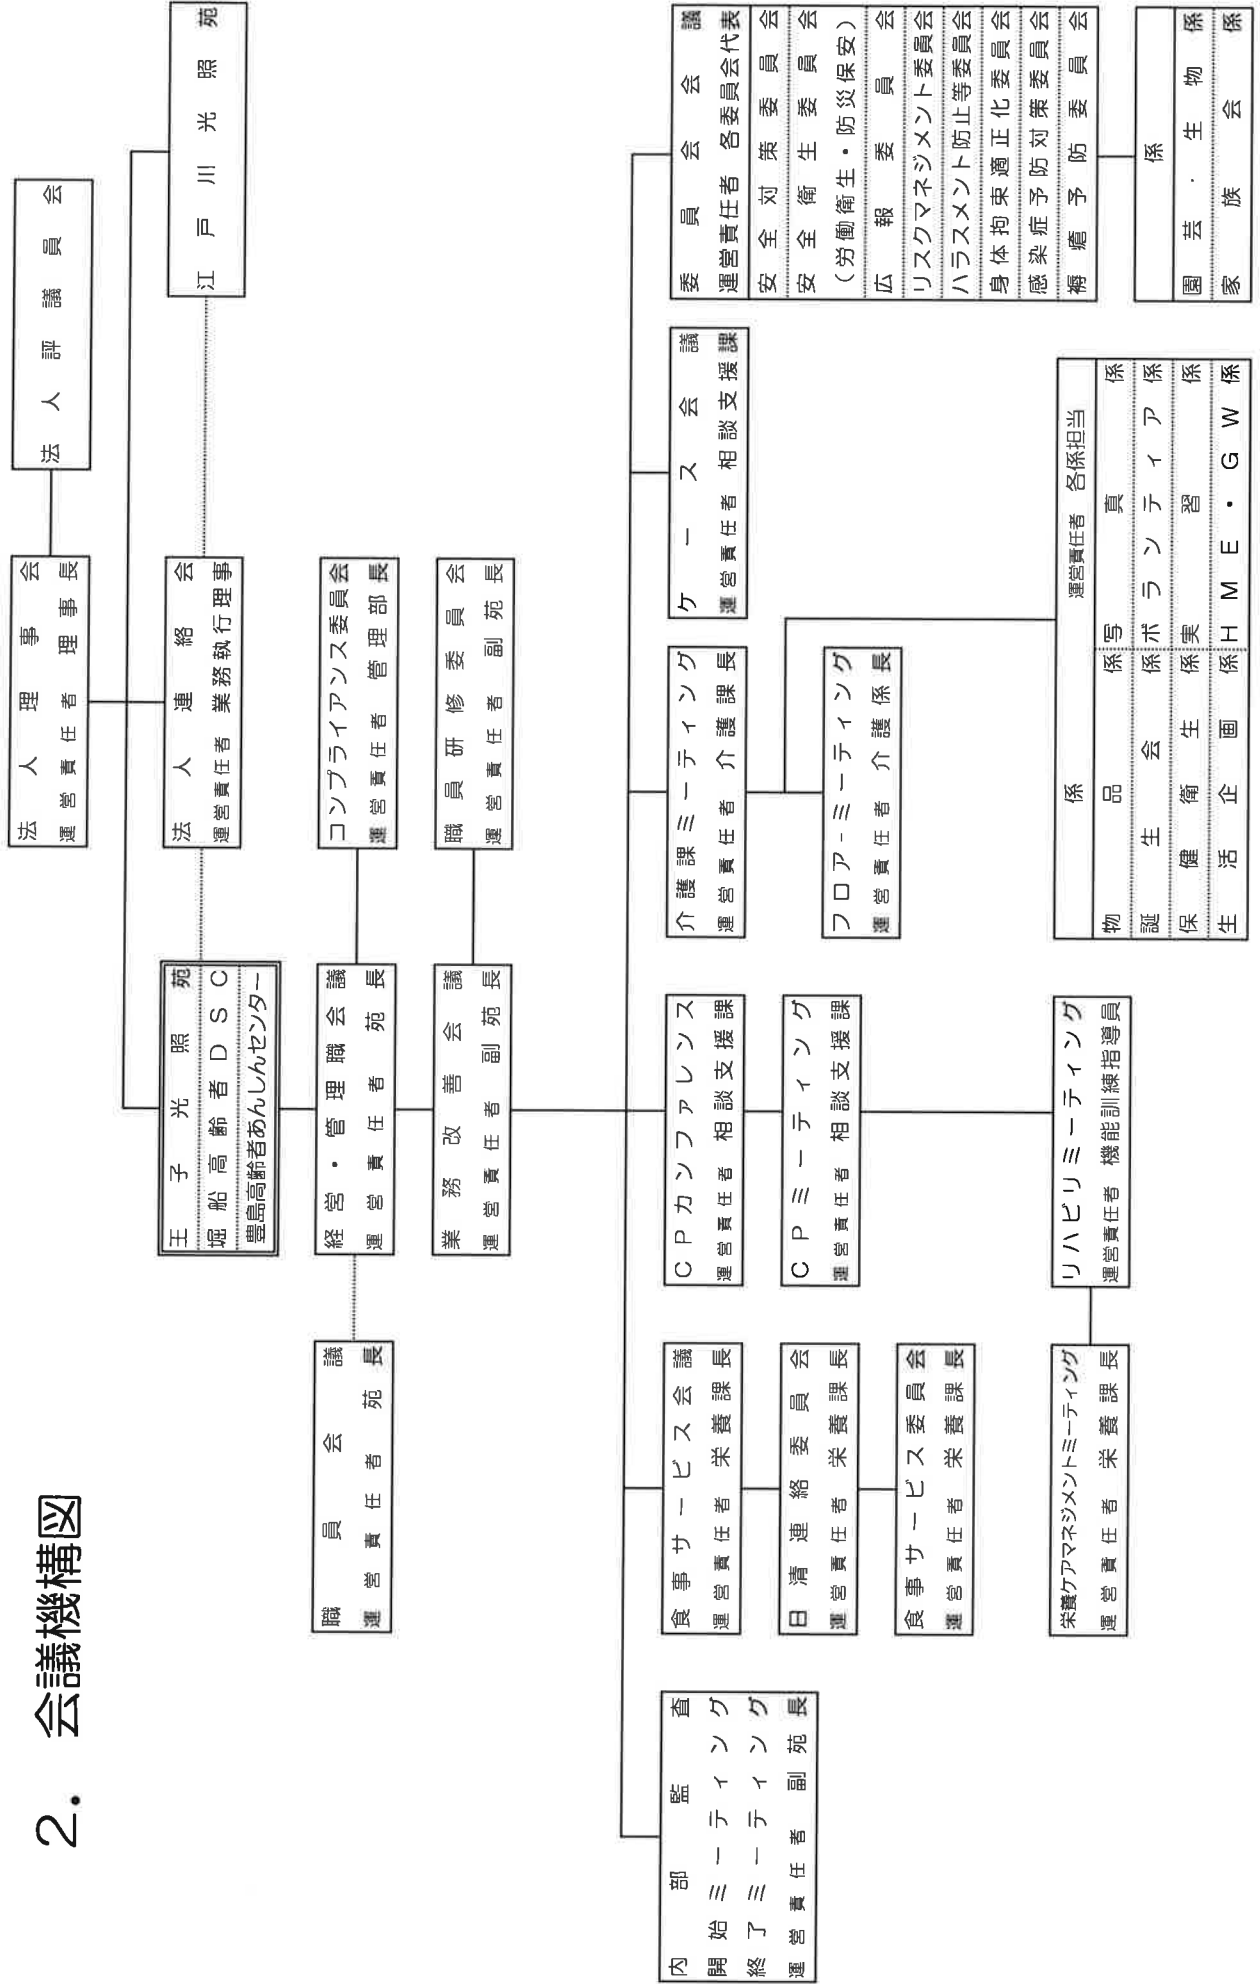 2. 会議機構図
法人理事会
運営責任者 理事長
法人評議員会
王子光照苑
堀船高齢者DSC
豊島高齢者あんしんセンター
法人連絡会
運営責任者 業務執行理事
江戸川光照苑
職員会議
運営責任者 苑長
経営・管理職会議
運営責任者 苑長
コンプライアンス委員会
運営責任者 管理部長
業務改善会議
運営責任者 副苑長
職員研修委員会
運営責任者 副苑長
内部監査
開始ミーティング
終了ミーティング
運営責任者 副苑長
食事サービス会議
運営責任者 栄養課長
日清連絡委員会
運営責任者 栄養課長
食事サービス委員会
運営責任者 栄養課長
栄養ケアマネジメントミーティング
運営責任者 栄養課長
CPカンファレンス
運営責任者 相談支援課
CPミーティング
運営責任者 相談支援課
リハビリミーティング
運営責任者 機能訓練指導員
介護課ミーティング
運営責任者 介護課長
フロアーミーティング
運営責任者 介護係長
係 運営責任者 各係担当
物品係 写真係
誕生会係 ボランティア係
保健衛生係 実習係
生活企画係 HME・GW係
ケース会議
運営責任者 相談支援課
委員会会議
運営責任者 各委員会代表
安全対策委員会
安全衛生委員会
（労働衛生・防災保安）
広報委員会
リスクマネジメント委員会
ハラスメント防止等委員会
身体拘束適正化委員会
感染症予防対策委員会
褥瘡予防委員会
係
園芸・生物係
家族会係